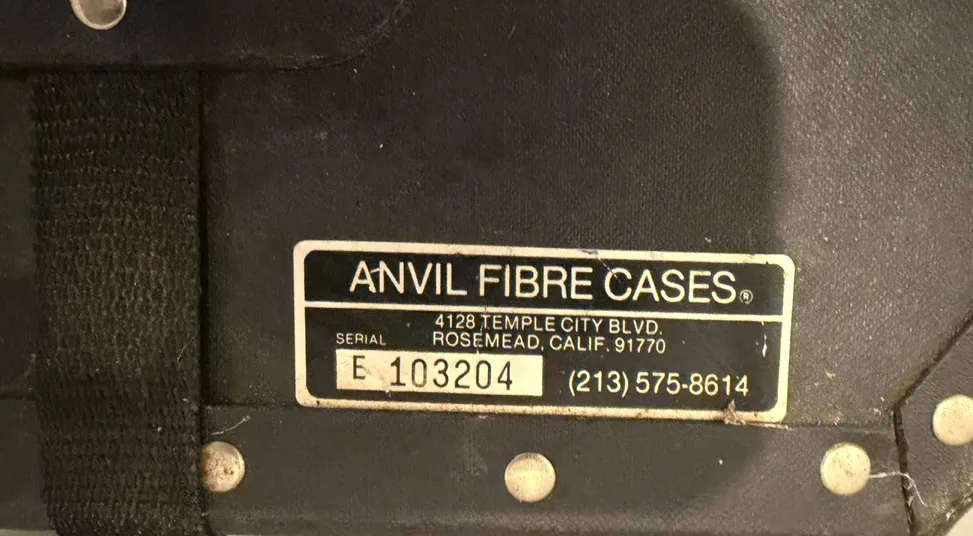 ANVIL FIBRE CASES®
4128 TEMPLE CITY BLVD.
ROSEMEAD, CALIF. 91770
SERIAL
E 103204
(213) 575-8614